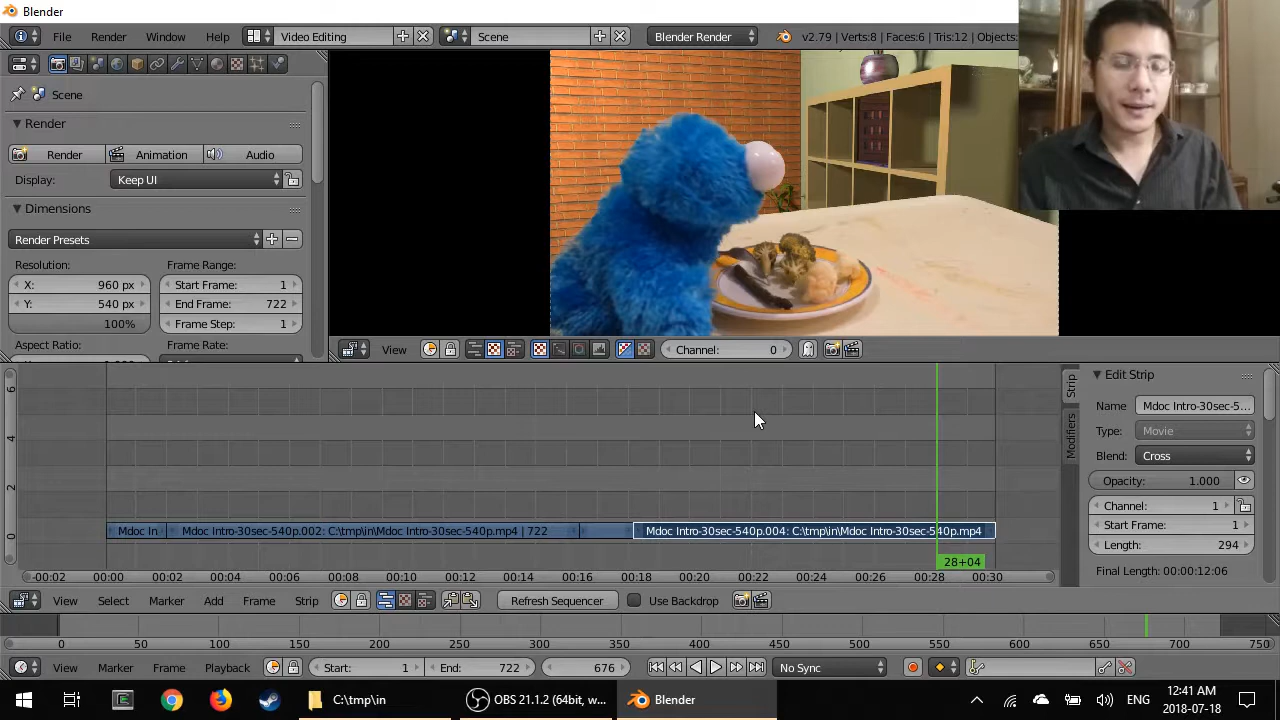 Blender
File Render Window Help Video Editing Scene Blender Render v2.79 | Verts:8 | Faces:6 | Tris:12 | Objects:
Scene
Render
Render Animation Audio
Display: Keep UI
Dimensions
Render Presets
Resolution: Frame Range:
X: 960 px Start Frame: 1
Y: 540 px End Frame: 722
100% Frame Step: 1
Aspect Ratio: Frame Rate:
View Channel: 0
6
4
2
0
Mdoc In Mdoc Intro-30sec-540p.002: C:\tmp\in\Mdoc Intro-30sec-540p.mp4 | 722 Mdoc Intro-30sec-540p.004: C:\tmp\in\Mdoc Intro-30sec-540p.mp4
28+04
-00:02 00:00 00:02 00:04 00:06 00:08 00:10 00:12 00:14 00:16 00:18 00:20 00:22 00:24 00:26 00:28 00:30
Strip
Modifiers
Edit Strip
Name Mdoc Intro-30sec-5...
Type: Movie
Blend: Cross
Opacity: 1.000
Channel: 1
Start Frame: 1
Length: 294
Final Length: 00:00:12:06
View Select Marker Add Frame Strip Refresh Sequencer Use Backdrop
0 50 100 150 200 250 300 350 400 450 500 550 600 650 700 750
View Marker Frame Playback Start: 1 End: 722 676 No Sync
C:\tmp\in OBS 21.1.2 (64bit, w... Blender ENG 12:41 AM
2018-07-18